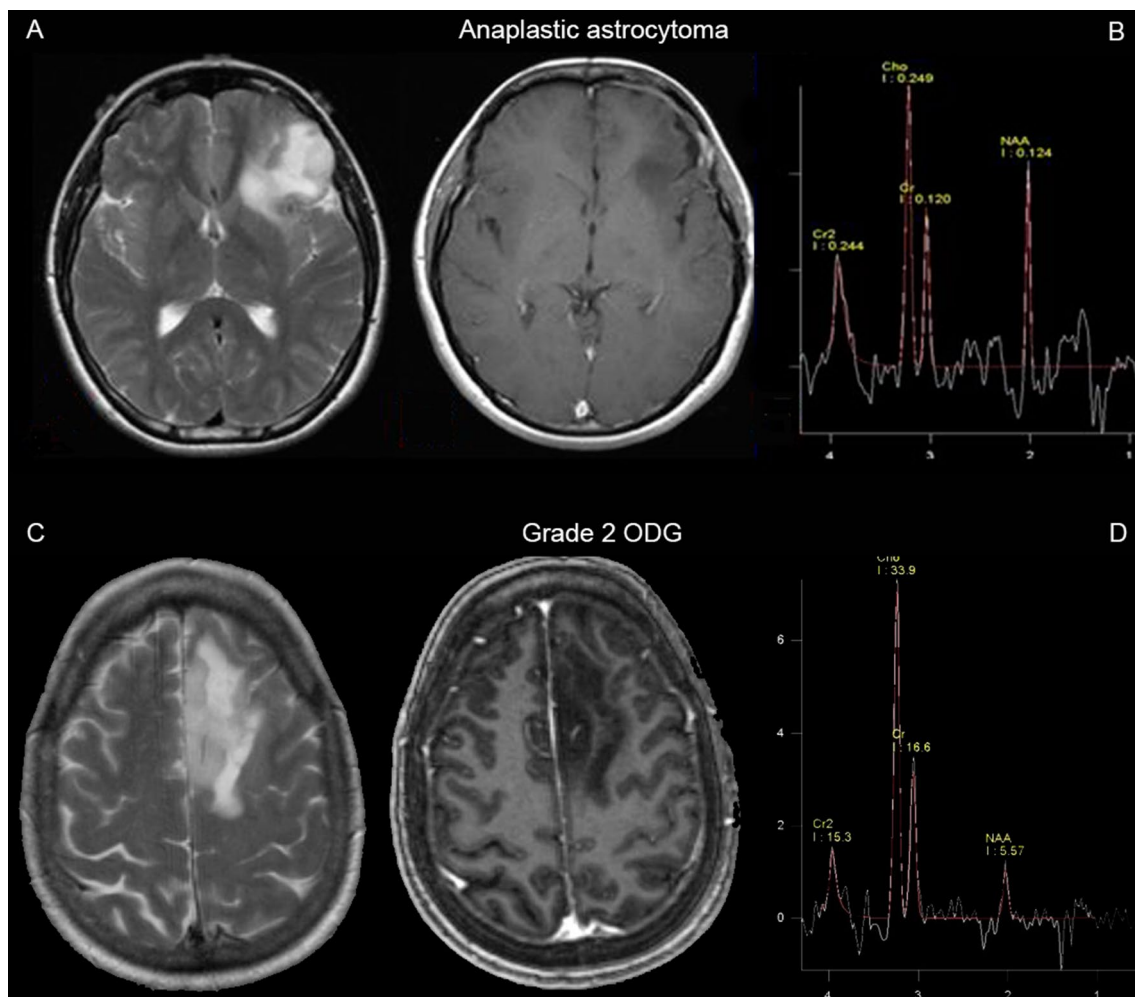 A
Anaplastic astrocytoma
B
Cho
I : 0.249
NAA
I : 0.124
Cr
I : 0.120
Cr2
I : 0.244
4
3
2
1
C
Grade 2 ODG
D
Cho
I : 33.9
Cr
: 16.6
Cr2
I : 15.3
NAA
I : 5.57
6
4
2
0
4
3
2
1